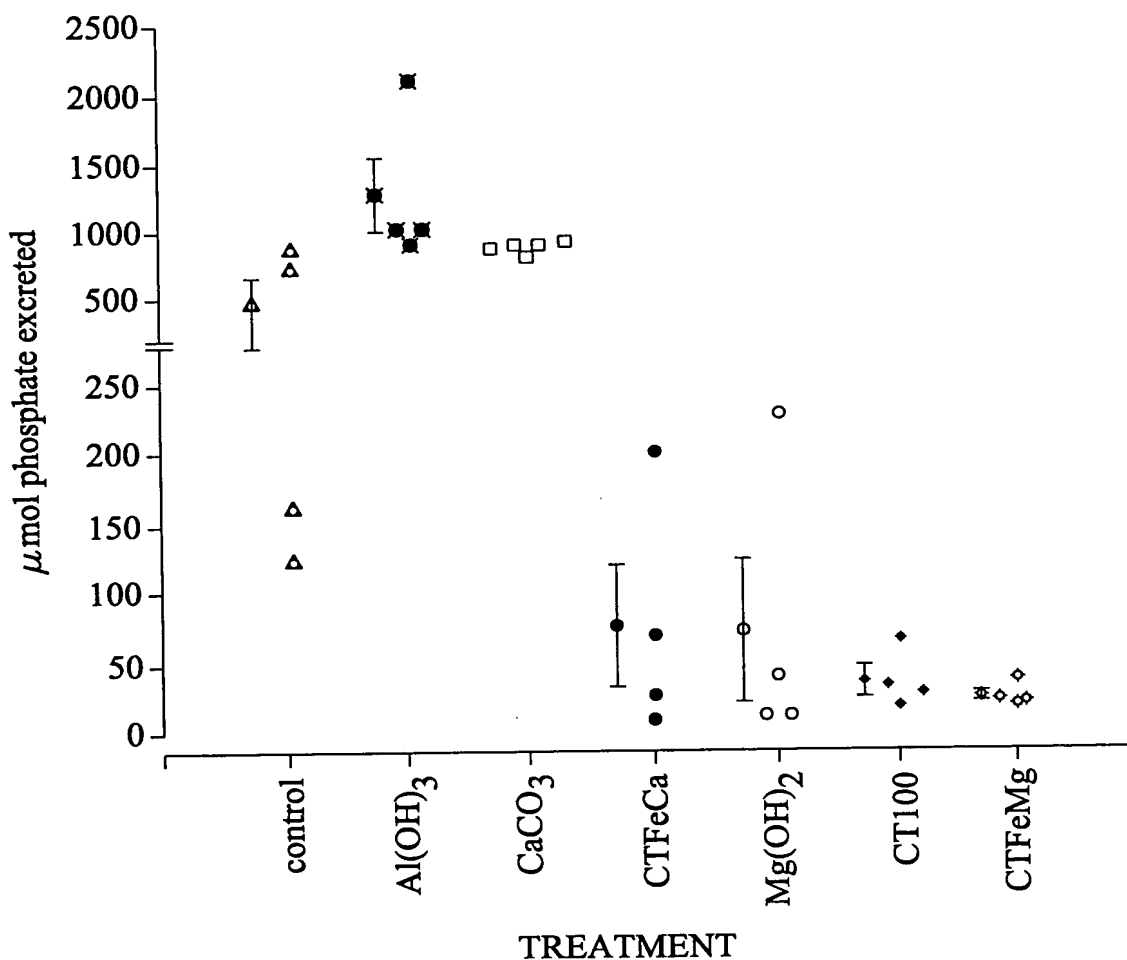 2500
2000
1500
1000
500
250
200
150
100
50
0
μmol phosphate excreted
control
Al(OH)3
CaCO3
CTFeCa
Mg(OH)2
CT100
CTFeMg
TREATMENT